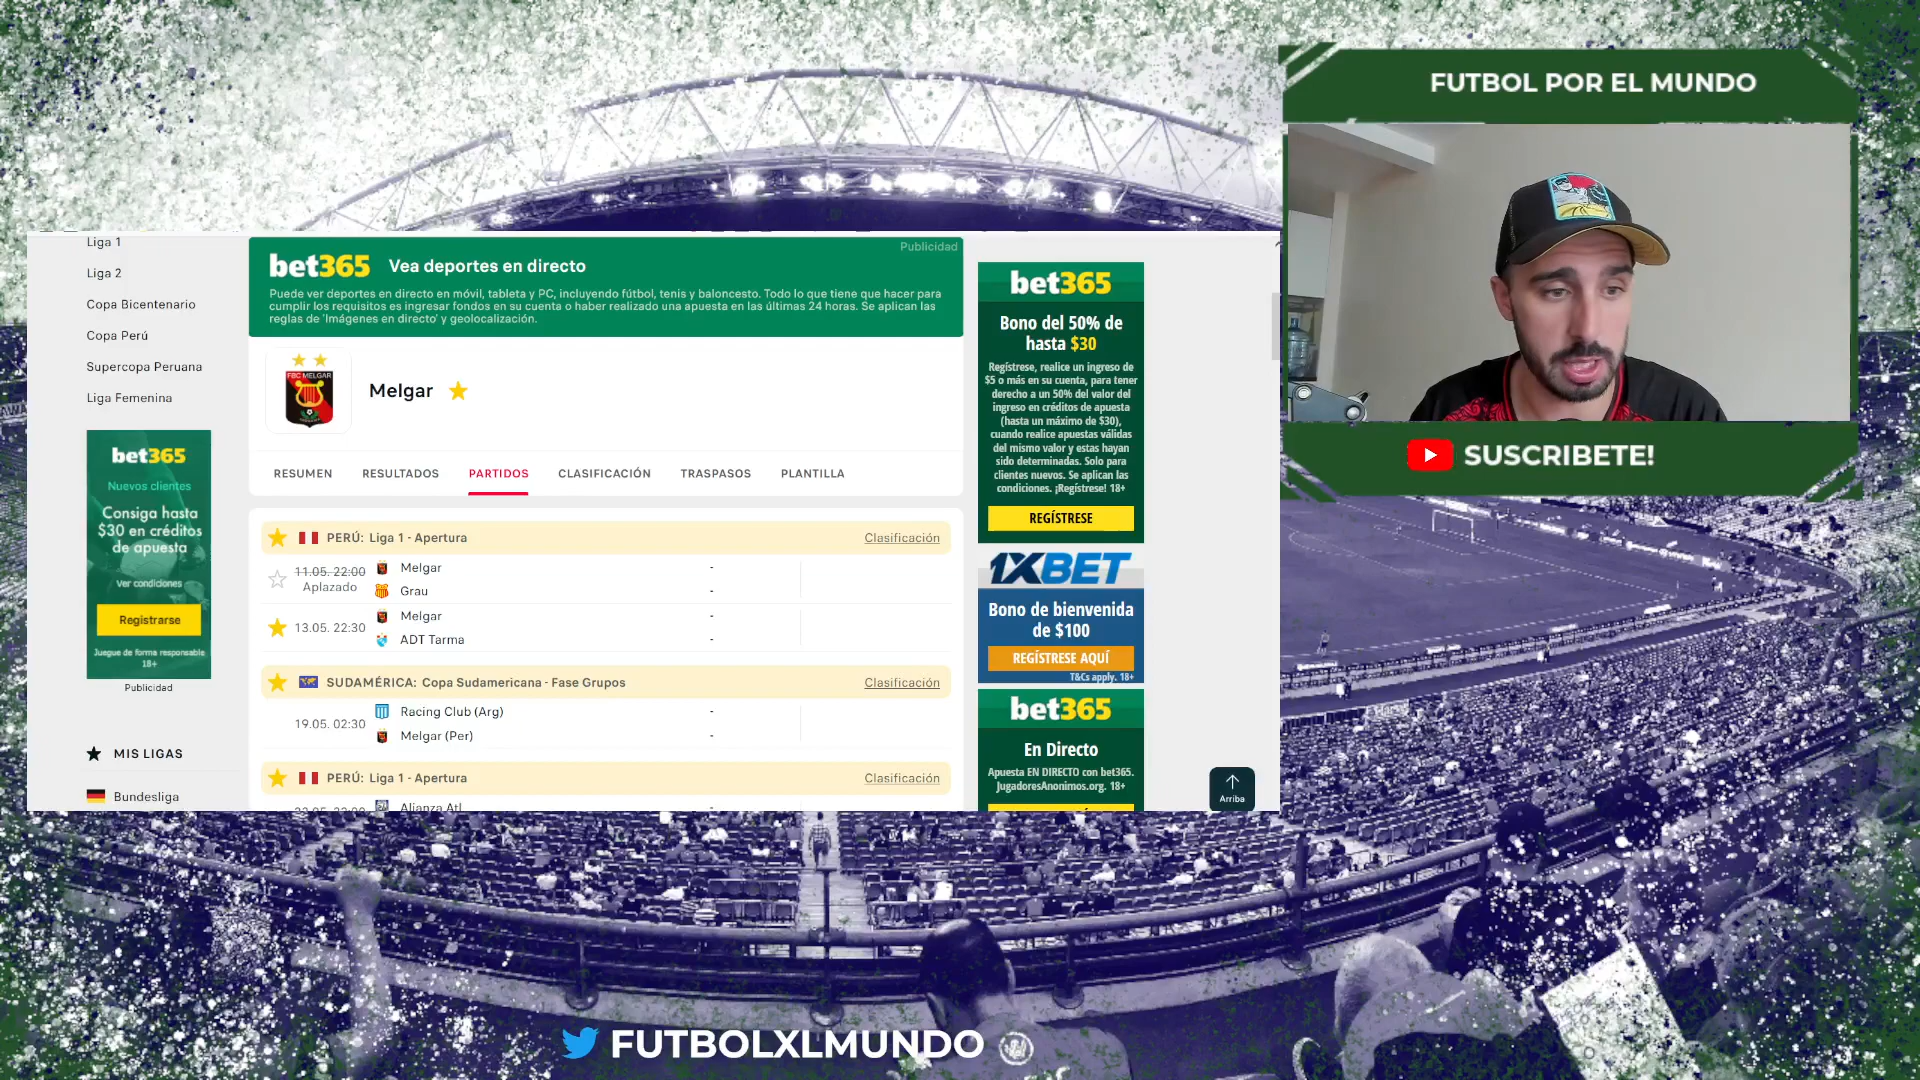 FUTBOL POR EL MUNDO
SUSCRIBETE!
Liga 1
Liga 2
Copa Bicentenario
Copa Perú
Supercopa Peruana
Liga Femenina
bet365
Nuevos clientes
Consiga hasta
$30 en créditos
de apuesta
Ver condiciones
Registrarse
Juegue de forma responsable
18+
Publicidad
MIS LIGAS
Bundesliga
Publicidad
bet365 Vea deportes en directo
Puede ver deportes en directo en móvil, tableta y PC, incluyendo fútbol, tenis y baloncesto. Todo lo que tiene que hacer para
cumplir los requisitos es ingresar fondos en su cuenta o haber realizado una apuesta en las últimas 24 horas. Se aplican las
reglas de 'Imágenes en directo' y geolocalización.
FBC MELGAR
Melgar
RESUMEN RESULTADOS PARTIDOS CLASIFICACIÓN TRASPASOS PLANTILLA
PERÚ: Liga 1 - Apertura Clasificación
11.05. 22:00 Melgar -
Aplazado Grau -
13.05. 22:30 Melgar -
ADT Tarma -
SUDAMÉRICA: Copa Sudamericana - Fase Grupos Clasificación
19.05. 02:30 Racing Club (Arg) -
Melgar (Per) -
PERÚ: Liga 1 - Apertura Clasificación
Alianza Atl
bet365
Bono del 50% de
hasta $30
Regístrese, realice un ingreso de
$5 o más en su cuenta, para tener
derecho a un 50% del valor del
ingreso en créditos de apuesta
(hasta un máximo de $30),
cuando realice apuestas válidas
del mismo valor y estas hayan
sido determinadas. Solo para
clientes nuevos. Se aplican las
condiciones. ¡Regístrese! 18+
REGÍSTRESE
1XBET
Bono de bienvenida
de $100
REGÍSTRESE AQUÍ
T&Cs apply. 18+
bet365
En Directo
Apuesta EN DIRECTO con bet365.
JugadoresAnonimos.org. 18+
Arriba
FUTBOLXLMUNDO